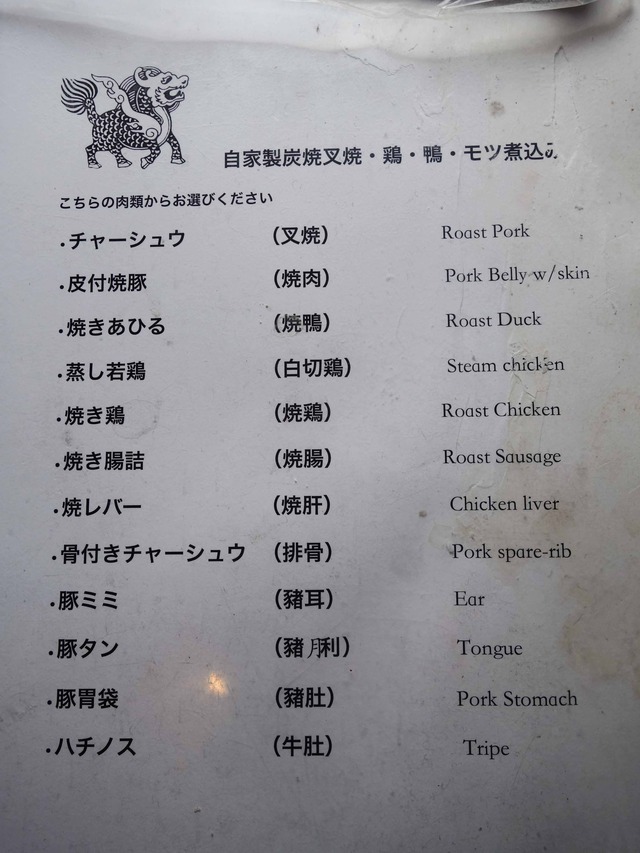 自家製炭焼叉焼・鶏・鴨・モツ煮込み
こちらの肉類からお選びください
・チャーシュウ （叉焼） Roast Pork
・皮付焼豚 （焼肉） Pork Belly w/skin
・焼きあひる （焼鴨） Roast Duck
・蒸し若鶏 （白切鶏） Steam chicken
・焼き鶏 （焼鶏） Roast Chicken
・焼き腸詰 （焼腸） Roast Sausage
・焼レバー （焼肝） Chicken liver
・骨付きチャーシュウ （排骨） Pork spare-rib
・豚ミミ （豬耳） Ear
・豚タン （豬月利） Tongue
・豚胃袋 （豬肚） Pork Stomach
・ハチノス （牛肚） Tripe